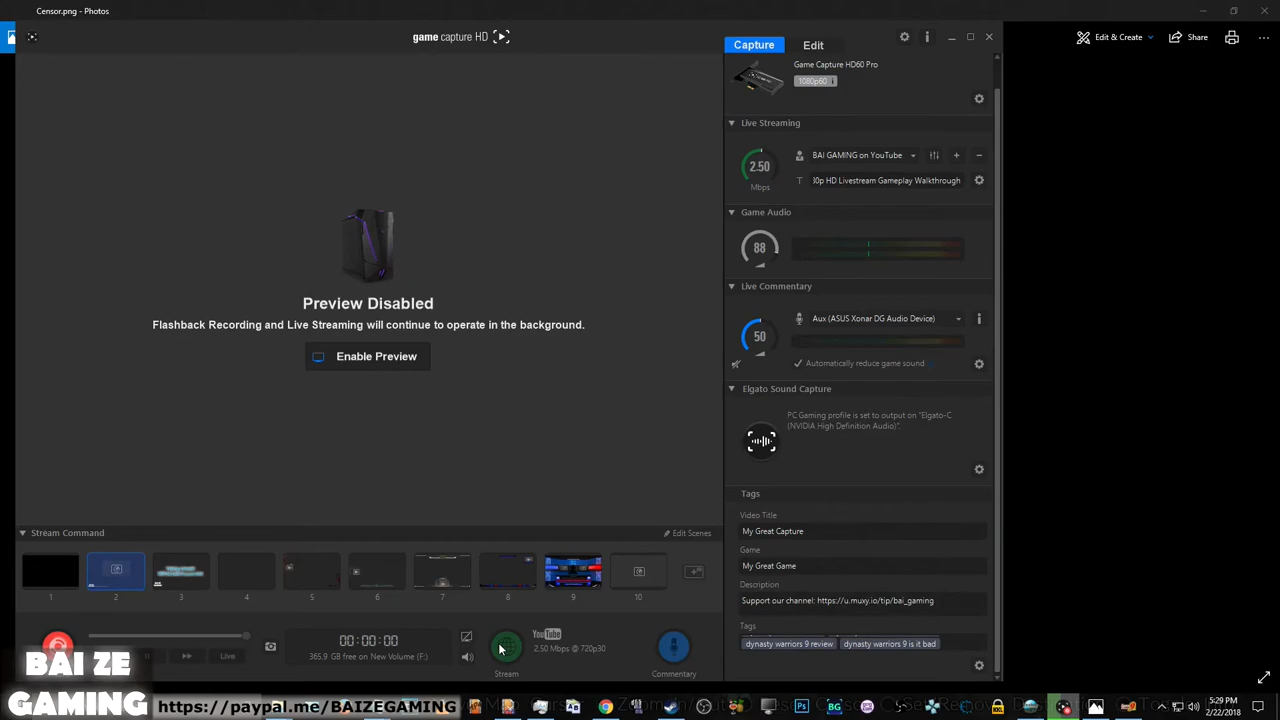 Censor.png - Photos
game capture HD
Capture
Edit
Edit & Create
Share
Game Capture HD60 Pro
1080p60
Live Streaming
2.50
Mbps
BAI GAMING on YouTube
T
30p HD Livestream Gameplay Walkthrough
Game Audio
88
Live Commentary
50
Aux (ASUS Xonar DG Audio Device)
Automatically reduce game sound
Elgato Sound Capture
PC Gaming profile is set to output on "Elgato-C
(NVIDIA High Definition Audio)".
Preview Disabled
Flashback Recording and Live Streaming will continue to operate in the background.
Enable Preview
Tags
Video Title
My Great Capture
Game
My Great Game
Description
Support our channel: https://u.muxy.io/tip/bai_gaming
Tags
dynasty warriors 9 review
dynasty warriors 9 is it bad
Stream Command
Edit Scenes
1
2
3
4
5
6
7
8
9
10
00:00:00
365.9 GB free on New Volume (F:)
Live
Stream
YouTube
2.50 Mbps @ 720p30
Commentary
BAI ZE
GAMING
https://paypal.me/BAIZEGAMING
5:29 PM
2/22/2018